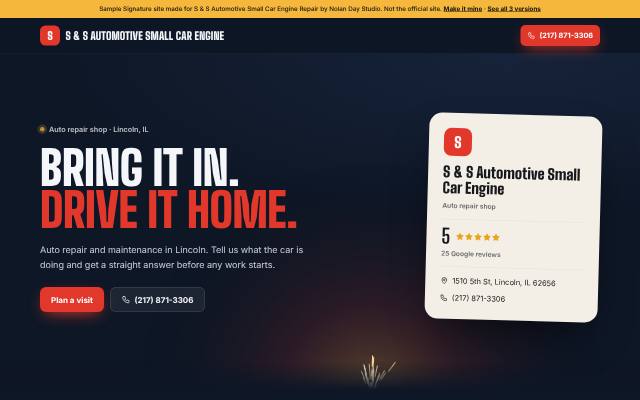 Sample Signature site made for S & S Automotive Small Car Engine Repair by Nolan Day Studio. Not the official site. Make it mine · See all 3 versions
S
S & S AUTOMOTIVE SMALL CAR ENGINE
(217) 871-3306
Auto repair shop · Lincoln, IL
BRING IT IN.
DRIVE IT HOME.
Auto repair and maintenance in Lincoln. Tell us what the car is
doing and get a straight answer before any work starts.
Plan a visit
(217) 871-3306
S
S & S Automotive Small
Car Engine
Auto repair shop
5
25 Google reviews
1510 5th St, Lincoln, IL 62656
(217) 871-3306